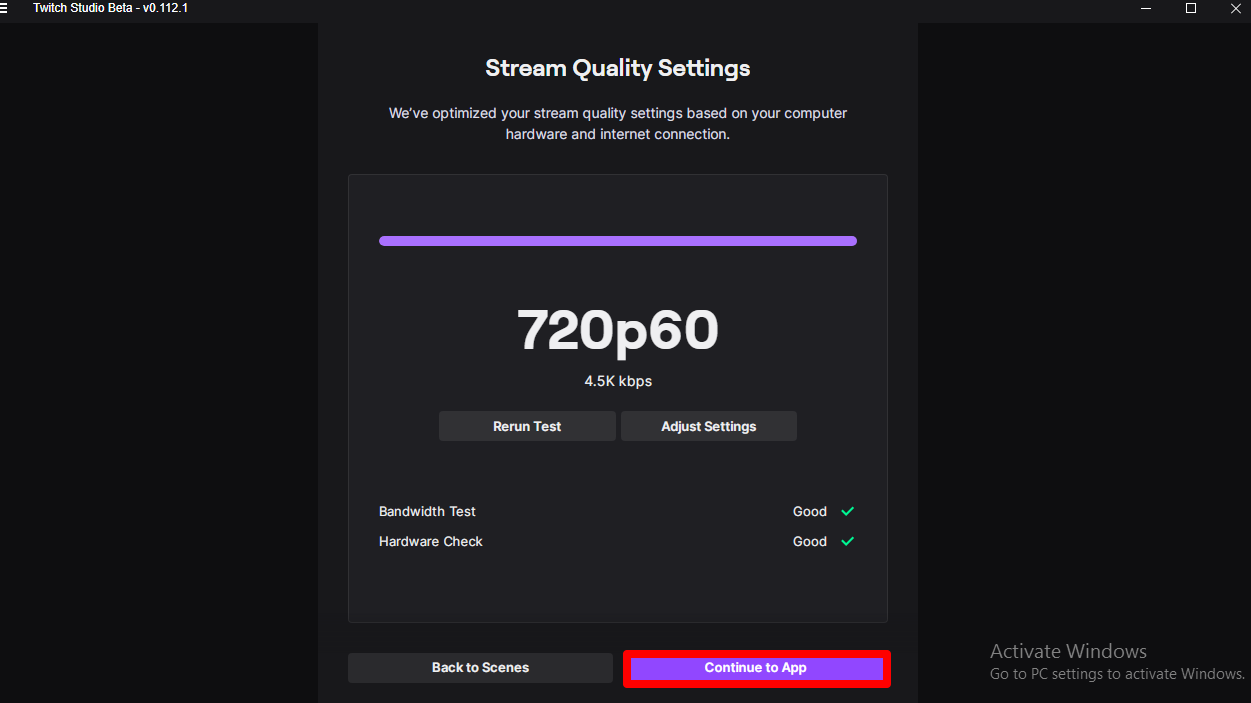 Twitch Studio Beta - v0.112.1
Stream Quality Settings
We’ve optimized your stream quality settings based on your computer
hardware and internet connection.
720p60
4.5K kbps
Rerun Test
Adjust Settings
Bandwidth Test Good
Hardware Check Good
Back to Scenes
Continue to App
Activate Windows
Go to PC settings to activate Windows.